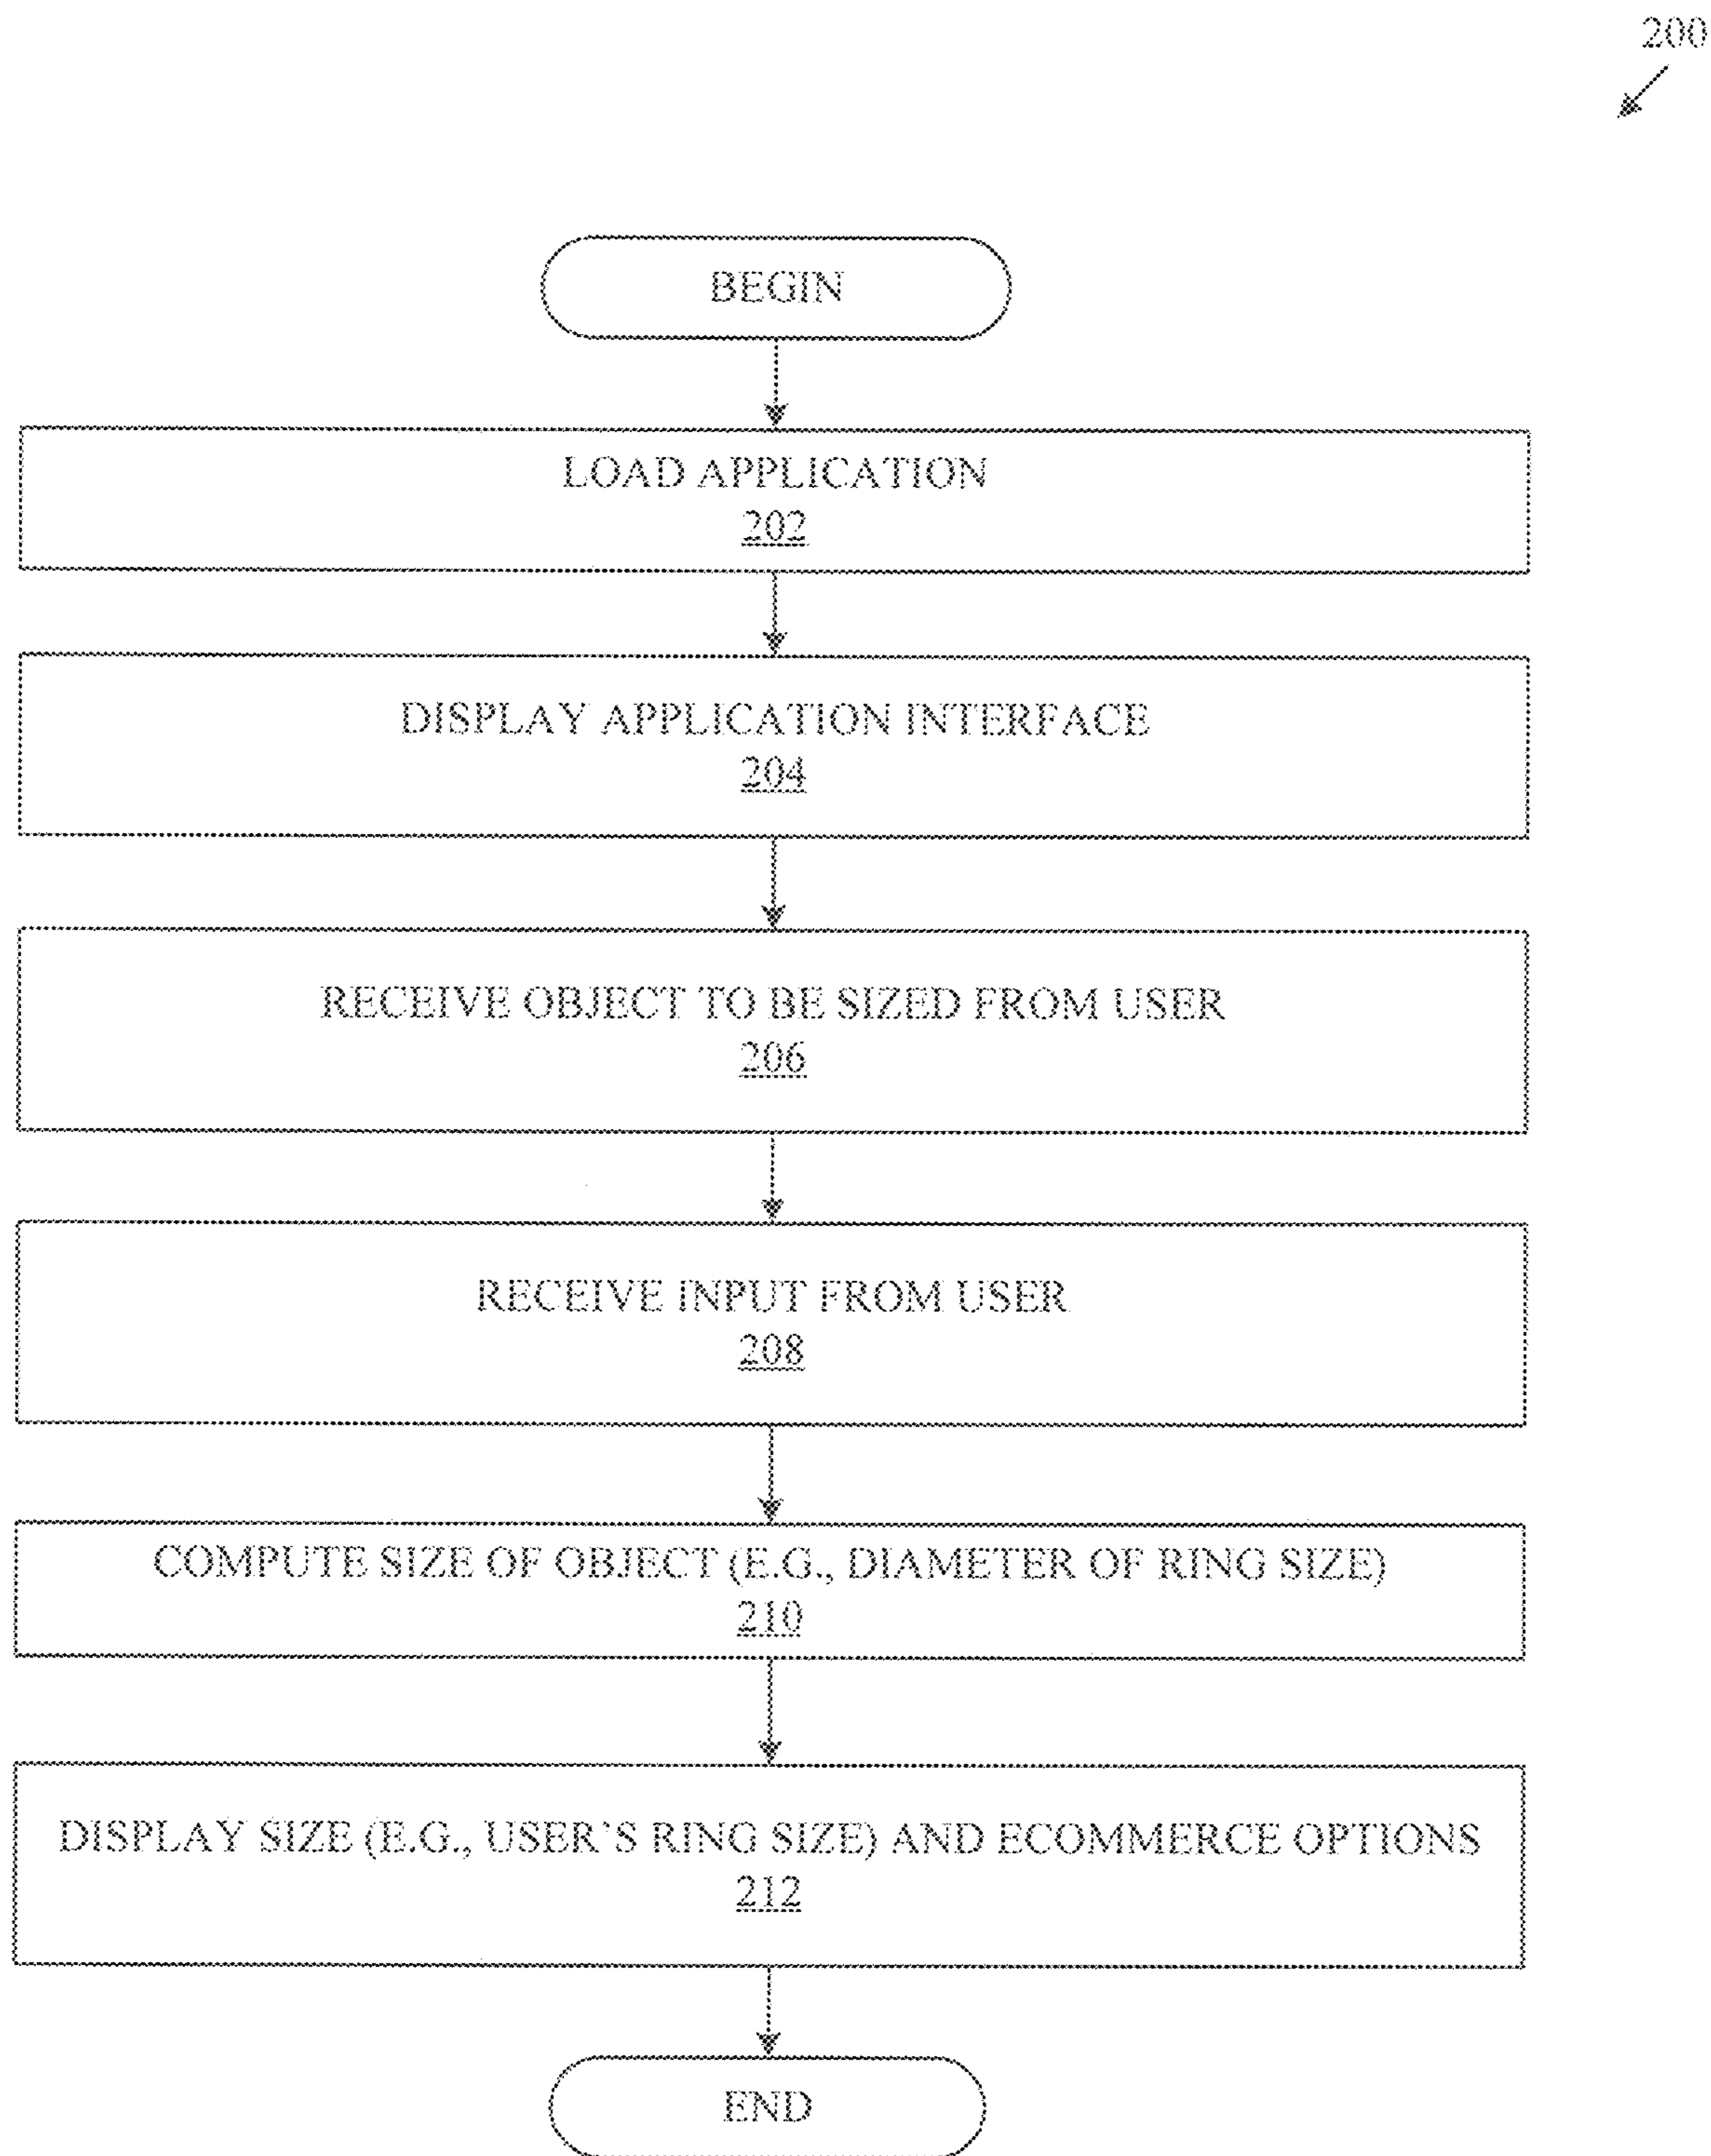 200
BEGIN
LOAD APPLICATION
202
DISPLAY APPLICATION INTERFACE
204
RECEIVE OBJECT TO BE SIZED FROM USER
206
RECEIVE INPUT FROM USER
208
COMPUTE SIZE OF OBJECT (E.G., DIAMETER OF RING SIZE)
210
DISPLAY SIZE (E.G., USER'S RING SIZE) AND ECOMMERCE OPTIONS
212
END